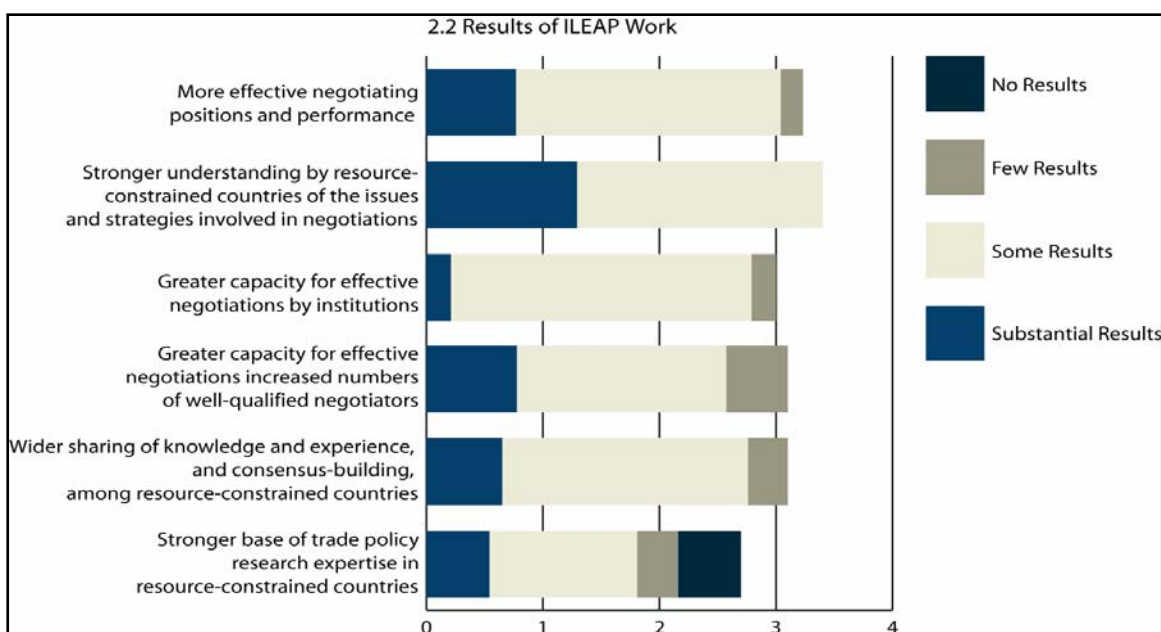 2.2 Results of ILEAP Work
More effective negotiating
positions and performance
Stronger understanding by resource-
constrained countries of the issues
and strategies involved in negotiations
Greater capacity for effective
negotiations by institutions
Greater capacity for effective
negotiations increased numbers
of well-qualified negotiators
Wider sharing of knowledge and experience,
and consensus-building,
among resource-constrained countries
Stronger base of trade policy
research expertise in
resource-constrained countries
0 1 2 3 4
No Results
Few Results
Some Results
Substantial Results